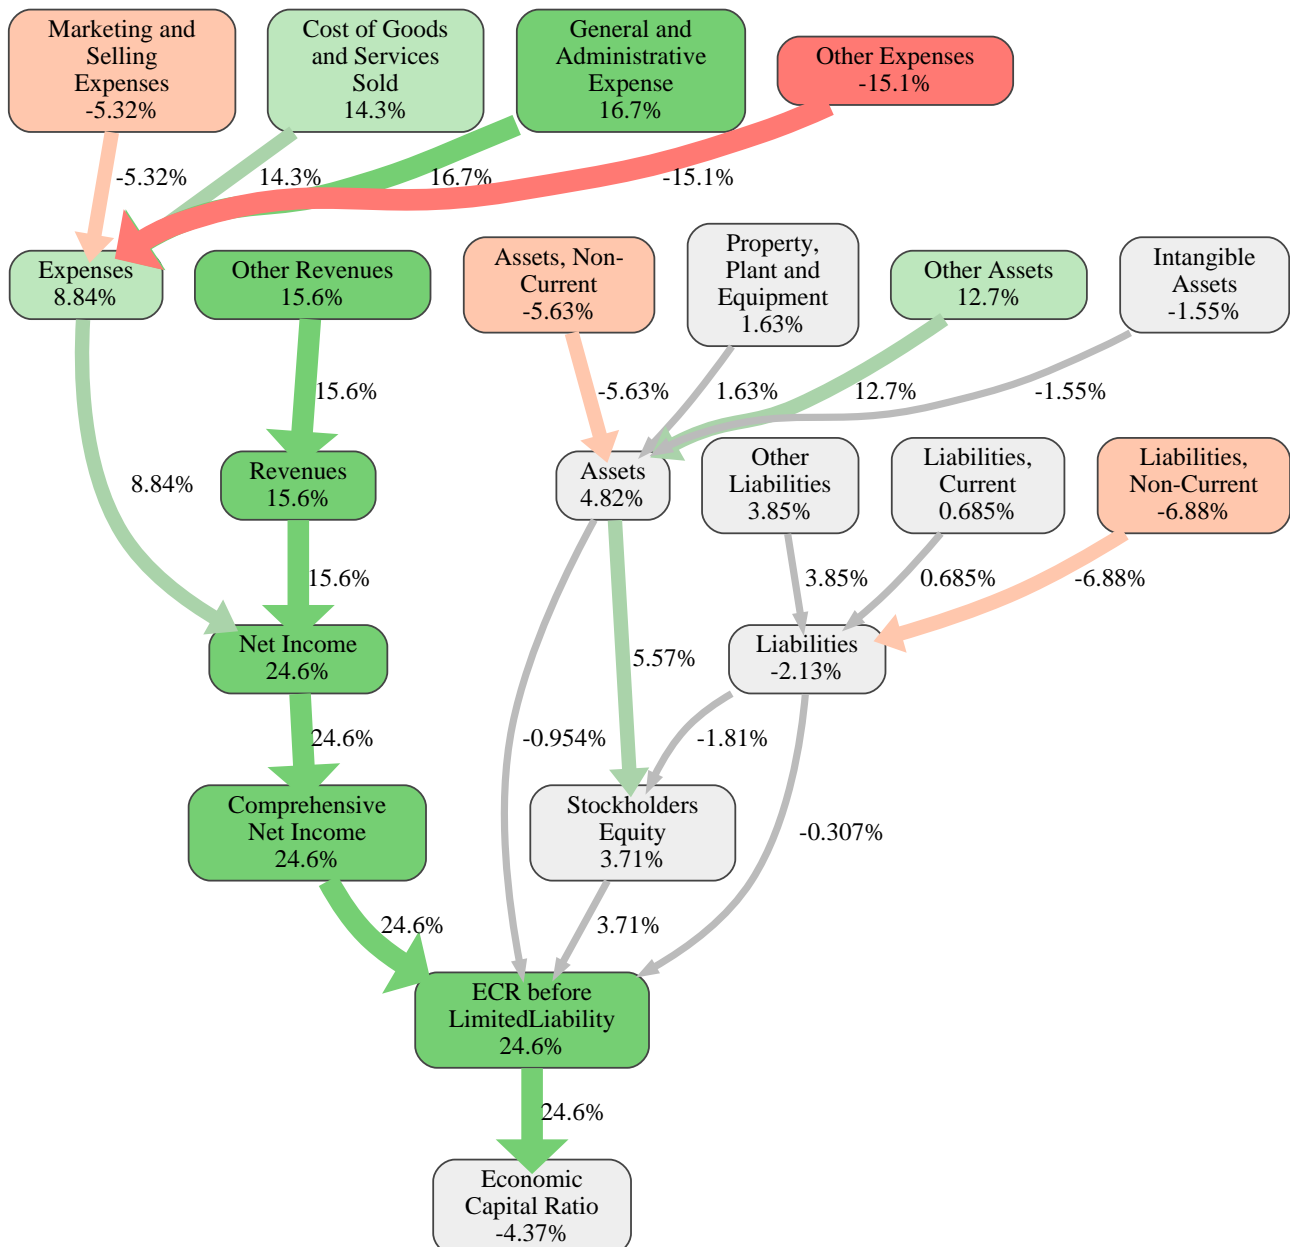 Marketing and
Selling
Expenses
-5.32%
Cost of Goods
and Services
Sold
14.3%
General and
Administrative
Expense
16.7%
Other Expenses
-15.1%
-5.32%
14.3%
16.7%
-15.1%
Expenses
8.84%
Other Revenues
15.6%
Assets, Non-
Current
-5.63%
Property,
Plant and
Equipment
1.63%
Other Assets
12.7%
Intangible
Assets
-1.55%
15.6%
-5.63%
1.63%
12.7%
-1.55%
8.84%
Revenues
15.6%
Assets
4.82%
Other
Liabilities
3.85%
Liabilities,
Current
0.685%
Liabilities,
Non-Current
-6.88%
15.6%
3.85%
0.685%
-6.88%
Net Income
24.6%
5.57%
Liabilities
-2.13%
24.6%
-0.954%
-1.81%
Comprehensive
Net Income
24.6%
Stockholders
Equity
3.71%
-0.307%
24.6%
3.71%
ECR before
LimitedLiability
24.6%
24.6%
Economic
Capital Ratio
-4.37%